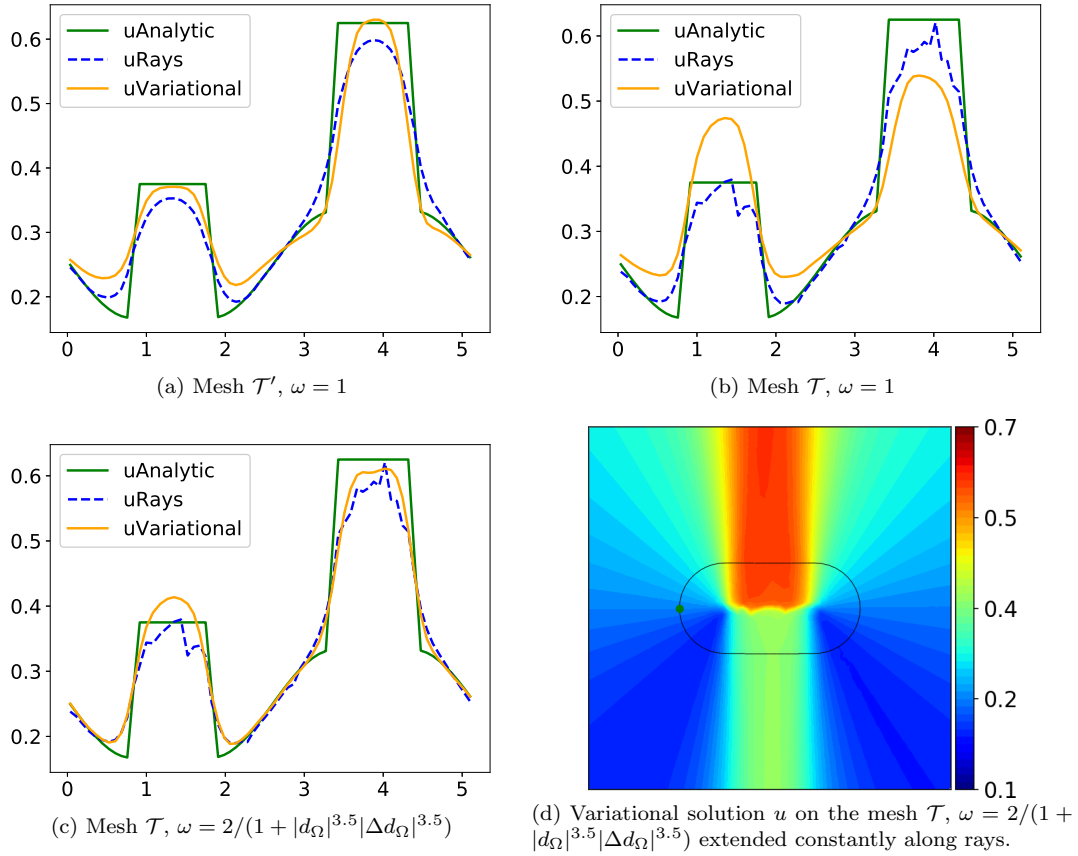 0.6
0.5
0.4
0.3
0.2
uAnalytic
uRays
uVariational
0 1 2 3 4 5
(a) Mesh 𝒯′, ω = 1
0.6
0.5
0.4
0.3
0.2
uAnalytic
uRays
uVariational
0 1 2 3 4 5
(b) Mesh 𝒯, ω = 1
0.6
0.5
0.4
0.3
0.2
uAnalytic
uRays
uVariational
0 1 2 3 4 5
(c) Mesh 𝒯, ω = 2/(1 + |d_Ω|^3.5|Δd_Ω|^3.5)
0.7
0.5
0.4
0.2
0.1
(d) Variational solution u on the mesh 𝒯, ω = 2/(1 +
|d_Ω|^3.5|Δd_Ω|^3.5) extended constantly along rays.